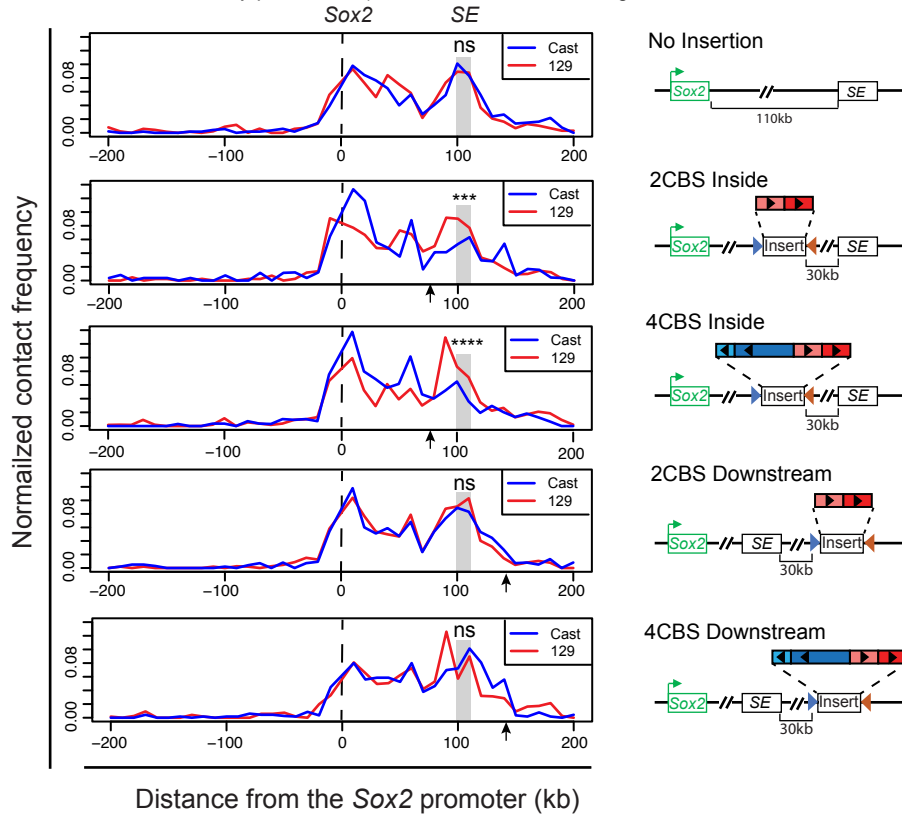 Sox2 SE
Normailzed contact frequency
ns
Cast
129
0.08
0.00
−200 −100 0 100 200
No Insertion
Sox2 SE
110kb
***
Cast
129
0.08
0.00
−200 −100 0 100 200
2CBS Inside
Sox2 Insert SE
30kb
****
Cast
129
0.08
0.00
−200 −100 0 100 200
4CBS Inside
Sox2 Insert SE
30kb
ns
Cast
129
0.08
0.00
−200 −100 0 100 200
2CBS Downstream
Sox2 SE Insert
30kb
ns
Cast
129
0.08
0.00
−200 −100 0 100 200
4CBS Downstream
Sox2 SE Insert
30kb
Distance from the Sox2 promoter (kb)